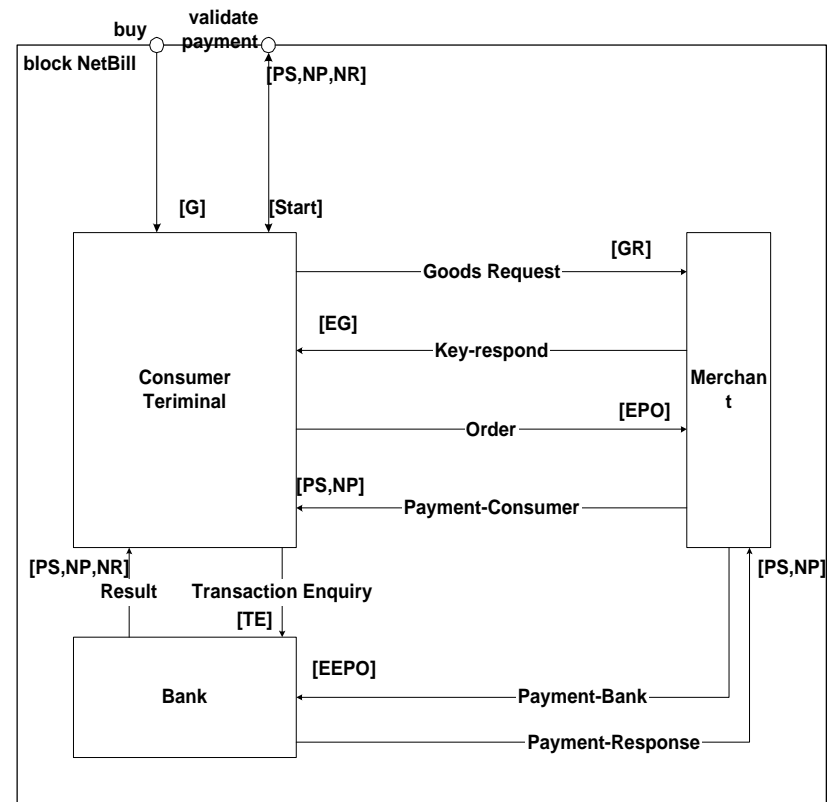 buy
validate
payment
block NetBill
[PS,NP,NR]
[G]
[Start]
[GR]
Goods Request
[EG]
Key-respond
Consumer
Teriminal
Merchan
t
[EPO]
Order
[PS,NP]
Payment-Consumer
[PS,NP,NR]
Result
Transaction Enquiry
[PS,NP]
[TE]
[EEPO]
Bank
Payment-Bank
Payment-Response